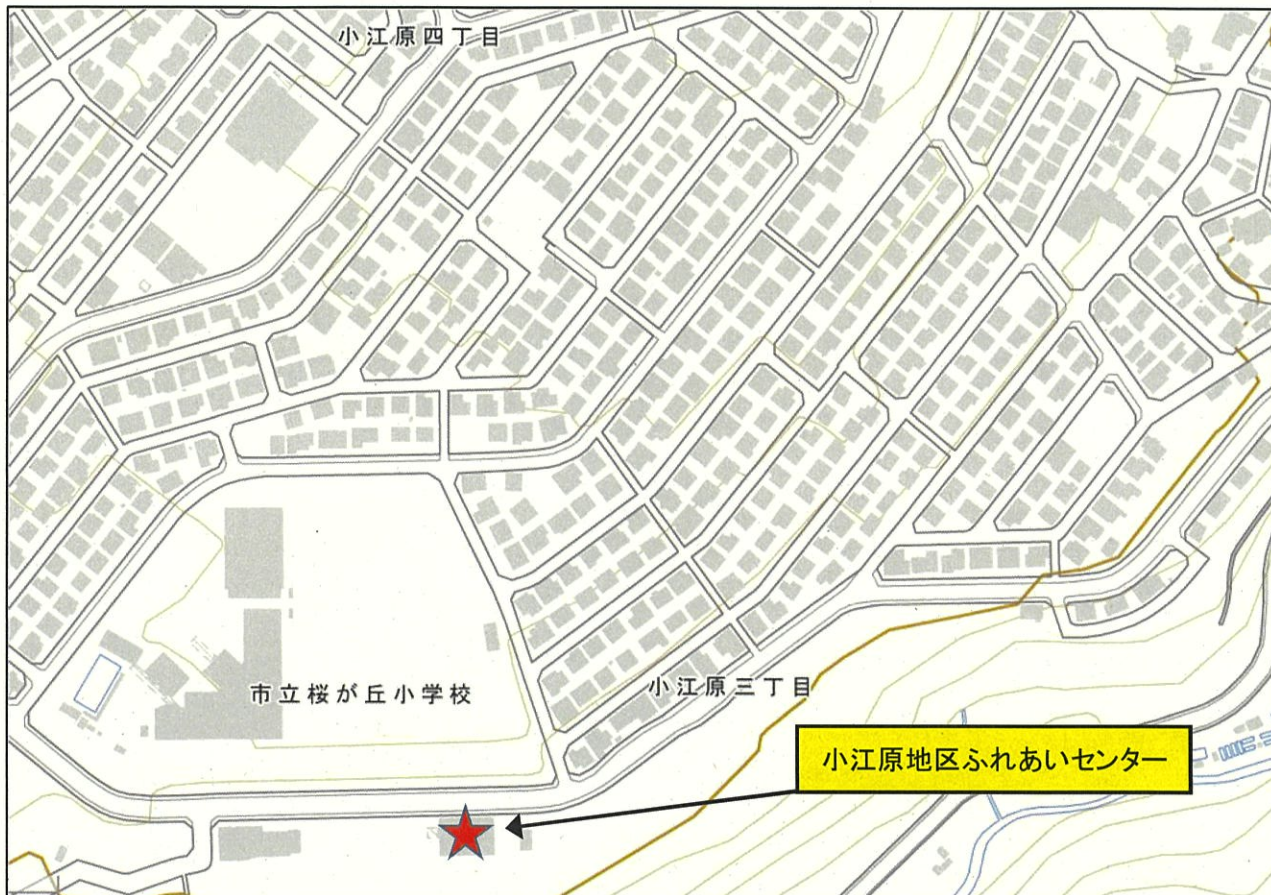 小江原四丁目
市立桜が丘小学校
小江原三丁目
小江原地区ふれあいセンター